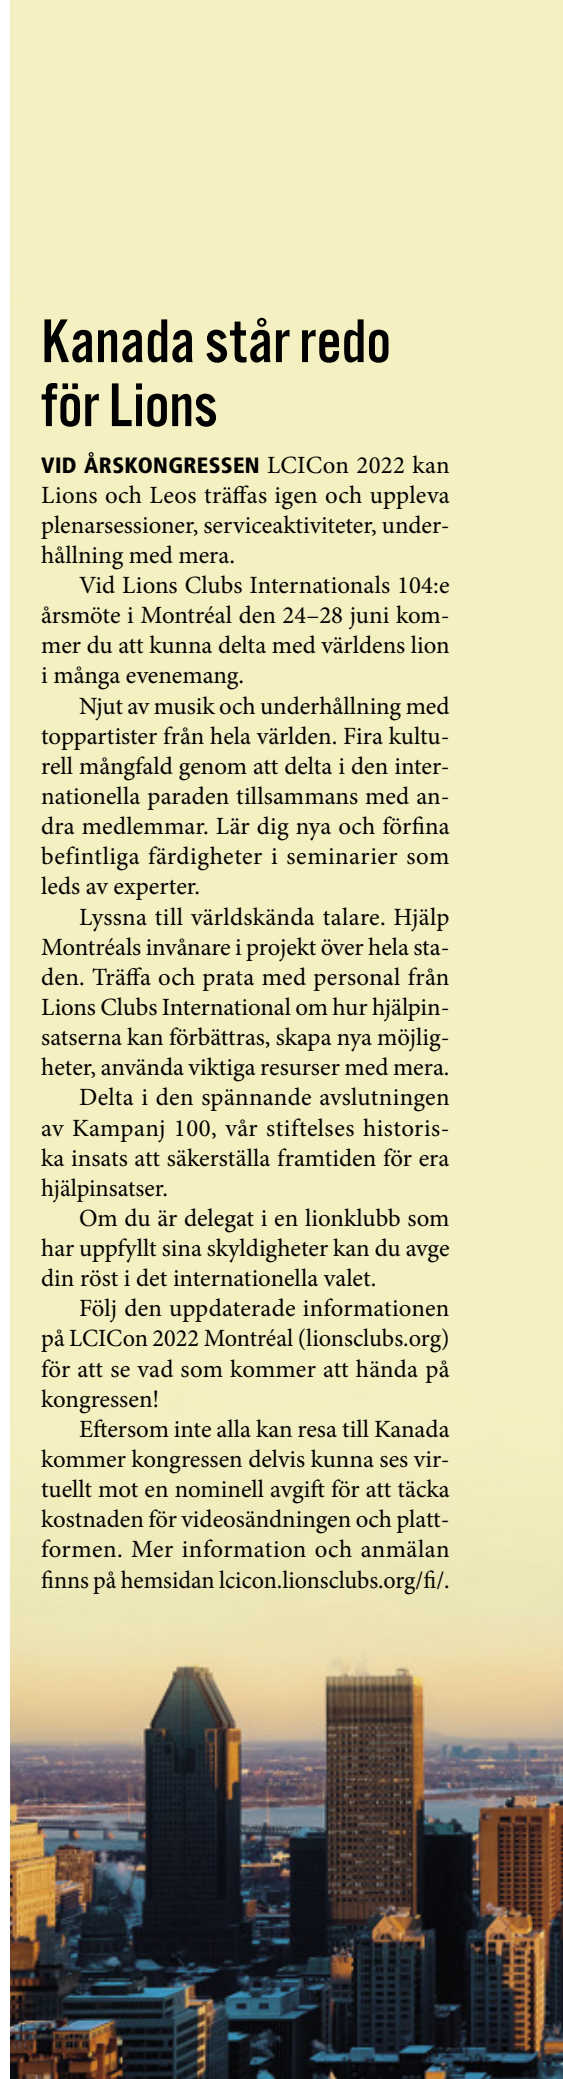 Kanada står redo
för Lions
VID ÅRSKONGRESSEN LCICon 2022 kan
Lions och Leos träffas igen och uppleva
plenarsessioner, serviceaktiviteter, under-
hållning med mera.
Vid Lions Clubs Internationals 104:e
årsmöte i Montréal den 24–28 juni kom-
mer du att kunna delta med världens lion
i många evenemang.
Njut av musik och underhållning med
toppartister från hela världen. Fira kultu-
rell mångfald genom att delta i den inter-
nationella paraden tillsammans med an-
dra medlemmar. Lär dig nya och förfina
befintliga färdigheter i seminarier som
leds av experter.
Lyssna till världskända talare. Hjälp
Montréals invånare i projekt över hela sta-
den. Träffa och prata med personal från
Lions Clubs International om hur hjälpin-
satserna kan förbättras, skapa nya möjlig-
heter, använda viktiga resurser med mera.
Delta i den spännande avslutningen
av Kampanj 100, vår stiftelses historis-
ka insats att säkerställa framtiden för era
hjälpinsatser.
Om du är delegat i en lionklubb som
har uppfyllt sina skyldigheter kan du avge
din röst i det internationella valet.
Följ den uppdaterade informationen
på LCICon 2022 Montréal (lionsclubs.org)
för att se vad som kommer att hända på
kongressen!
Eftersom inte alla kan resa till Kanada
kommer kongressen delvis kunna ses vir-
tuellt mot en nominell avgift för att täcka
kostnaden för videosändningen och platt-
formen. Mer information och anmälan
finns på hemsidan lcicon.lionsclubs.org/fi/.